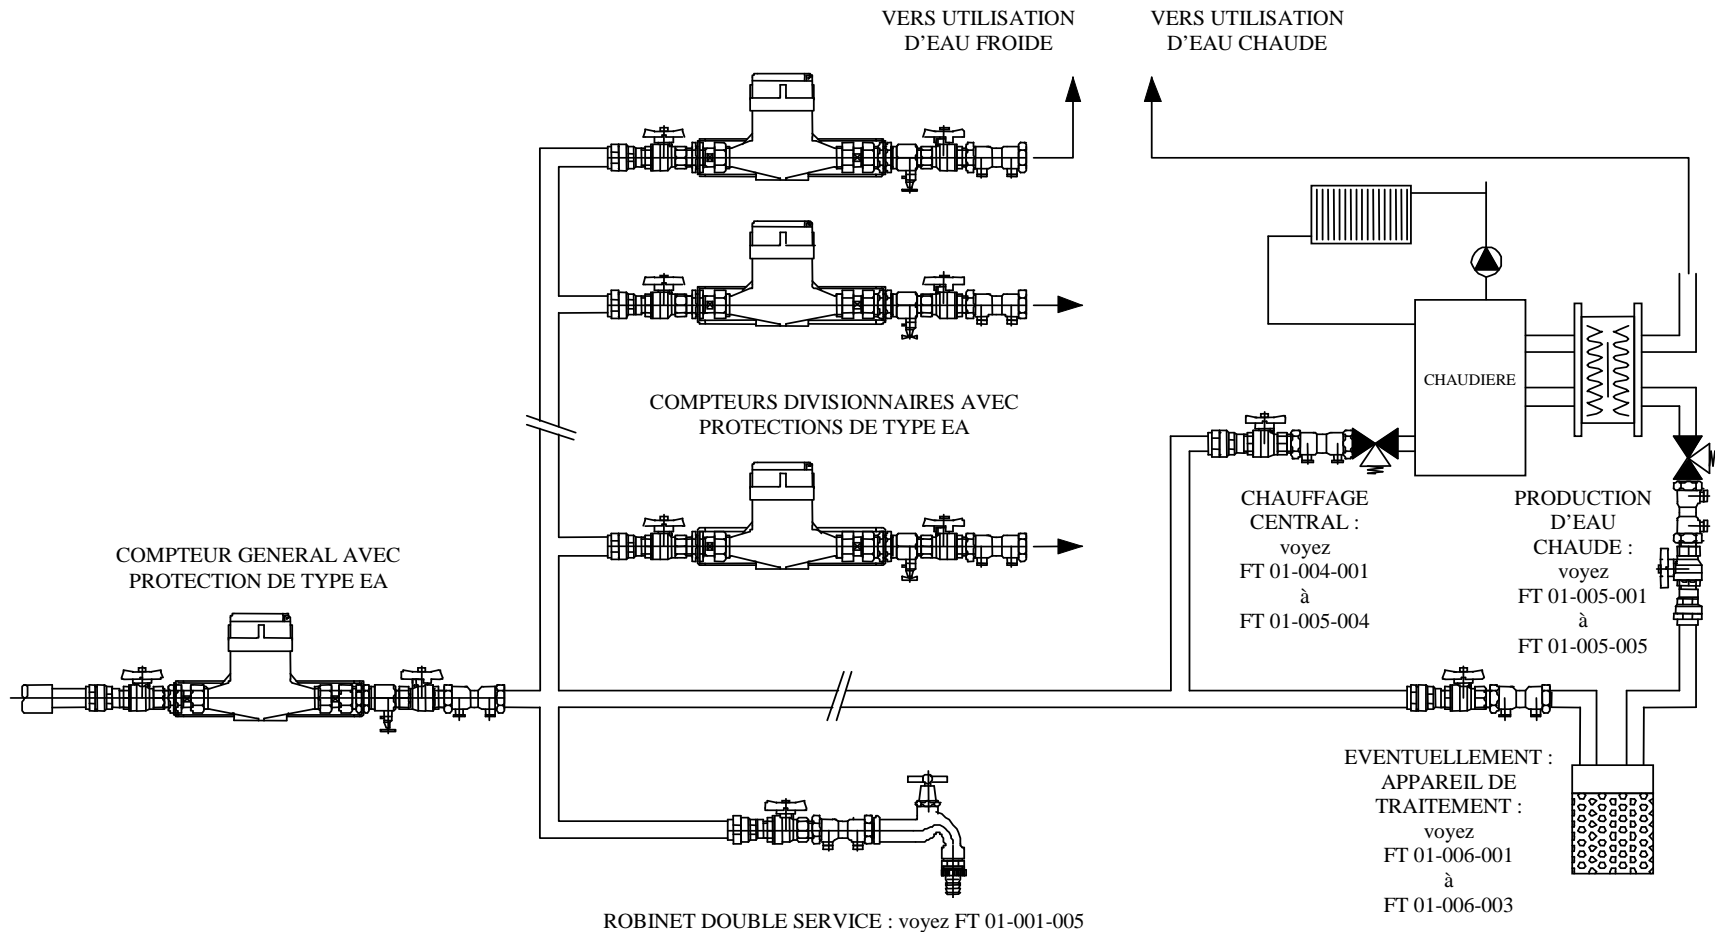 VERS UTILISATION
D’EAU FROIDE
VERS UTILISATION
D’EAU CHAUDE
CHAUDIERE
COMPTEURS DIVISIONNAIRES AVEC
PROTECTIONS DE TYPE EA
COMPTEUR GENERAL AVEC
PROTECTION DE TYPE EA
CHAUFFAGE
CENTRAL :
voyez
FT 01-004-001
à
FT 01-005-004
PRODUCTION
D’EAU
CHAUDE :
voyez
FT 01-005-001
à
FT 01-005-005
EVENTUELLEMENT :
APPAREIL DE
TRAITEMENT :
voyez
FT 01-006-001
à
FT 01-006-003
ROBINET DOUBLE SERVICE : voyez FT 01-001-005